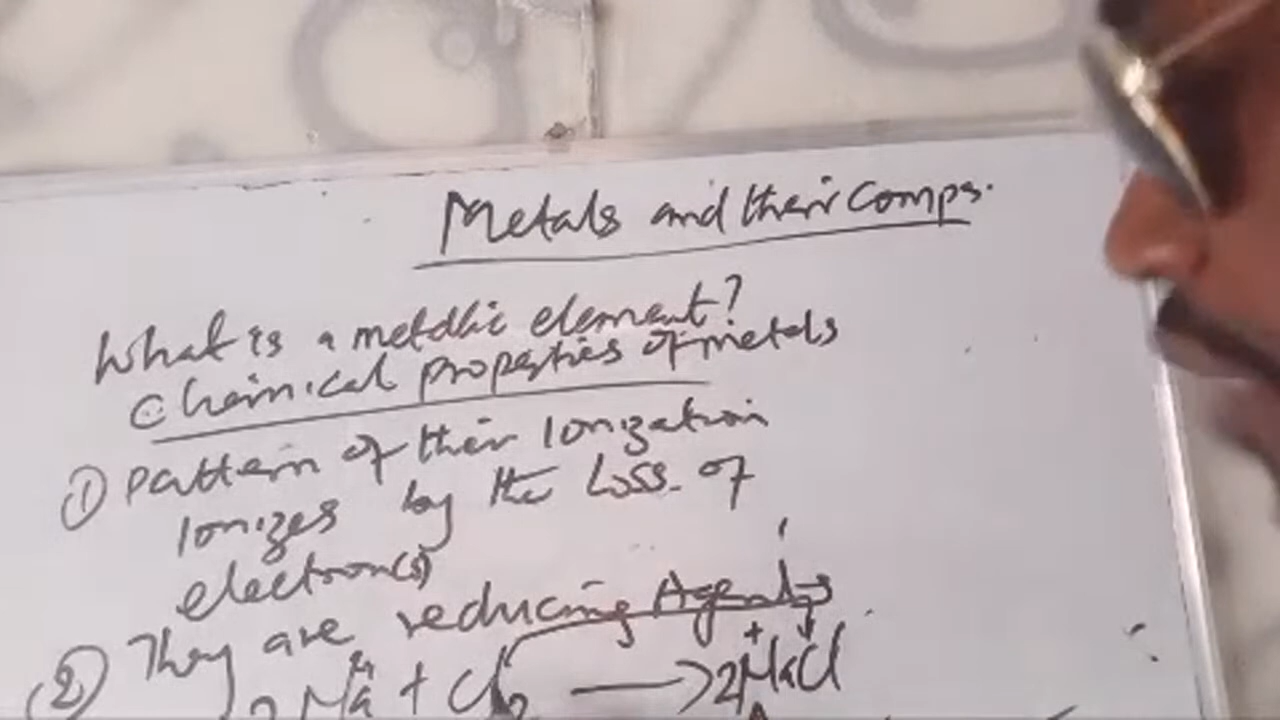 Metals and their Comps.
What is a metallic element?
Chemical properties of metals
① Pattern of their Ionization
Ionizes by the Loss of
electron(s)
② They are reducing Agents
2Na + Cl2 → 2NaCl